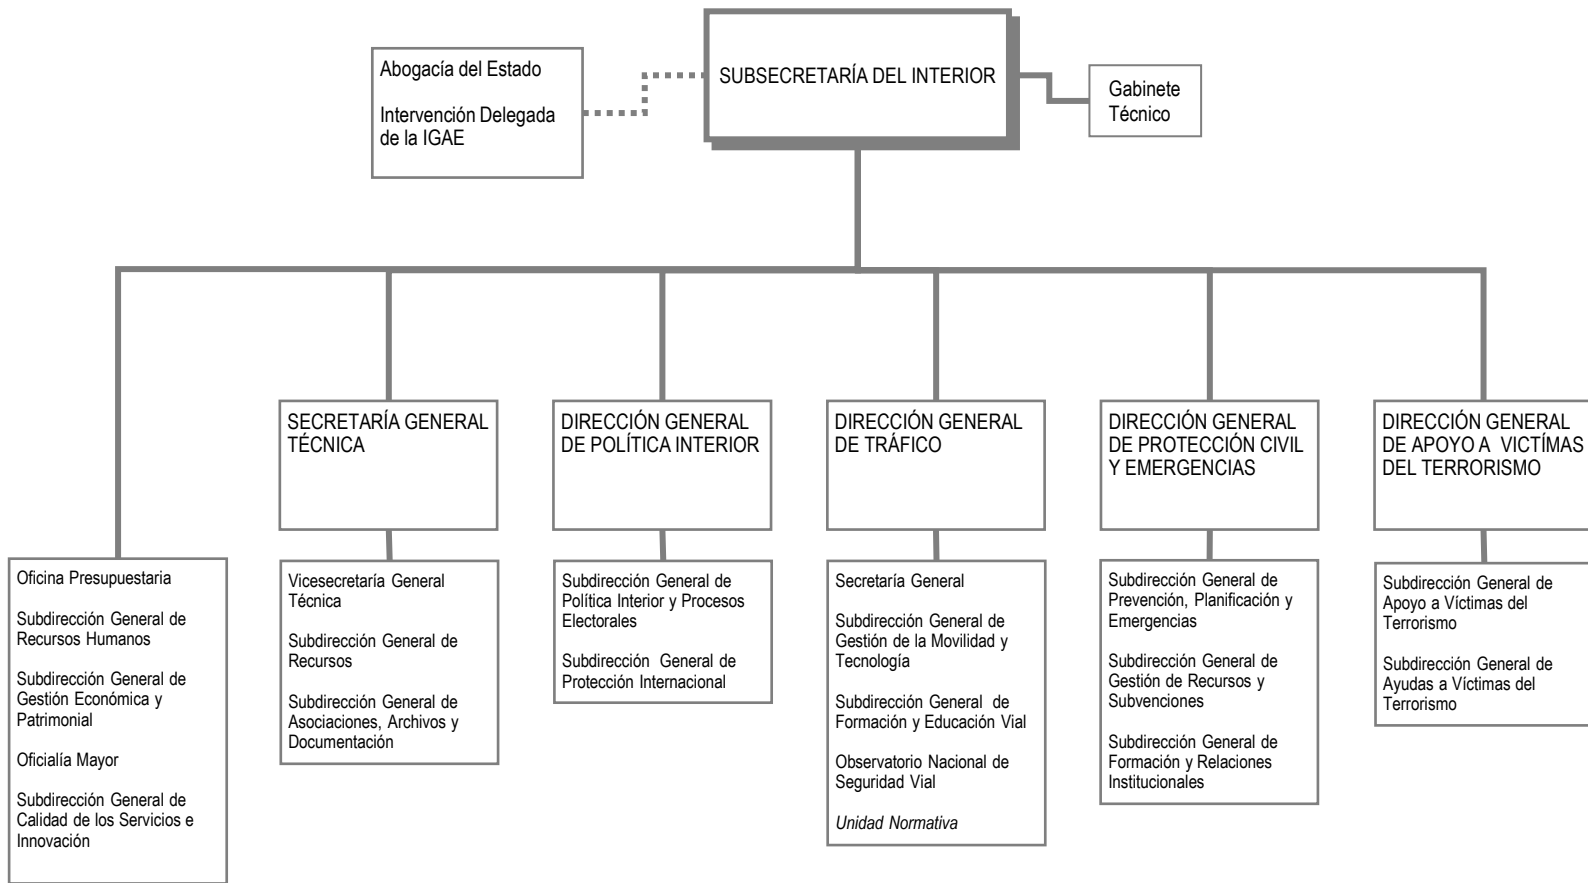 Abogacía del Estado
Intervención Delegada
de la IGAE
SUBSECRETARÍA DEL INTERIOR
Gabinete
Técnico
SECRETARÍA GENERAL
TÉCNICA
DIRECCIÓN GENERAL
DE POLÍTICA INTERIOR
DIRECCIÓN GENERAL
DE TRÁFICO
DIRECCIÓN GENERAL
DE PROTECCIÓN CIVIL
Y EMERGENCIAS
DIRECCIÓN GENERAL
DE APOYO A VICTÍMAS
DEL TERRORISMO
Oficina Presupuestaria
Subdirección General de
Recursos Humanos
Subdirección General de
Gestión Económica y
Patrimonial
Oficialía Mayor
Subdirección General de
Calidad de los Servicios e
Innovación
Vicesecretaría General
Técnica
Subdirección General de
Recursos
Subdirección General de
Asociaciones, Archivos y
Documentación
Subdirección General de
Política Interior y Procesos
Electorales
Subdirección General de
Protección Internacional
Secretaría General
Subdirección General de
Gestión de la Movilidad y
Tecnología
Subdirección General de
Formación y Educación Vial
Observatorio Nacional de
Seguridad Vial
Unidad Normativa
Subdirección General de
Prevención, Planificación y
Emergencias
Subdirección General de
Gestión de Recursos y
Subvenciones
Subdirección General de
Formación y Relaciones
Institucionales
Subdirección General de
Apoyo a Víctimas del
Terrorismo
Subdirección General de
Ayudas a Víctimas del
Terrorismo